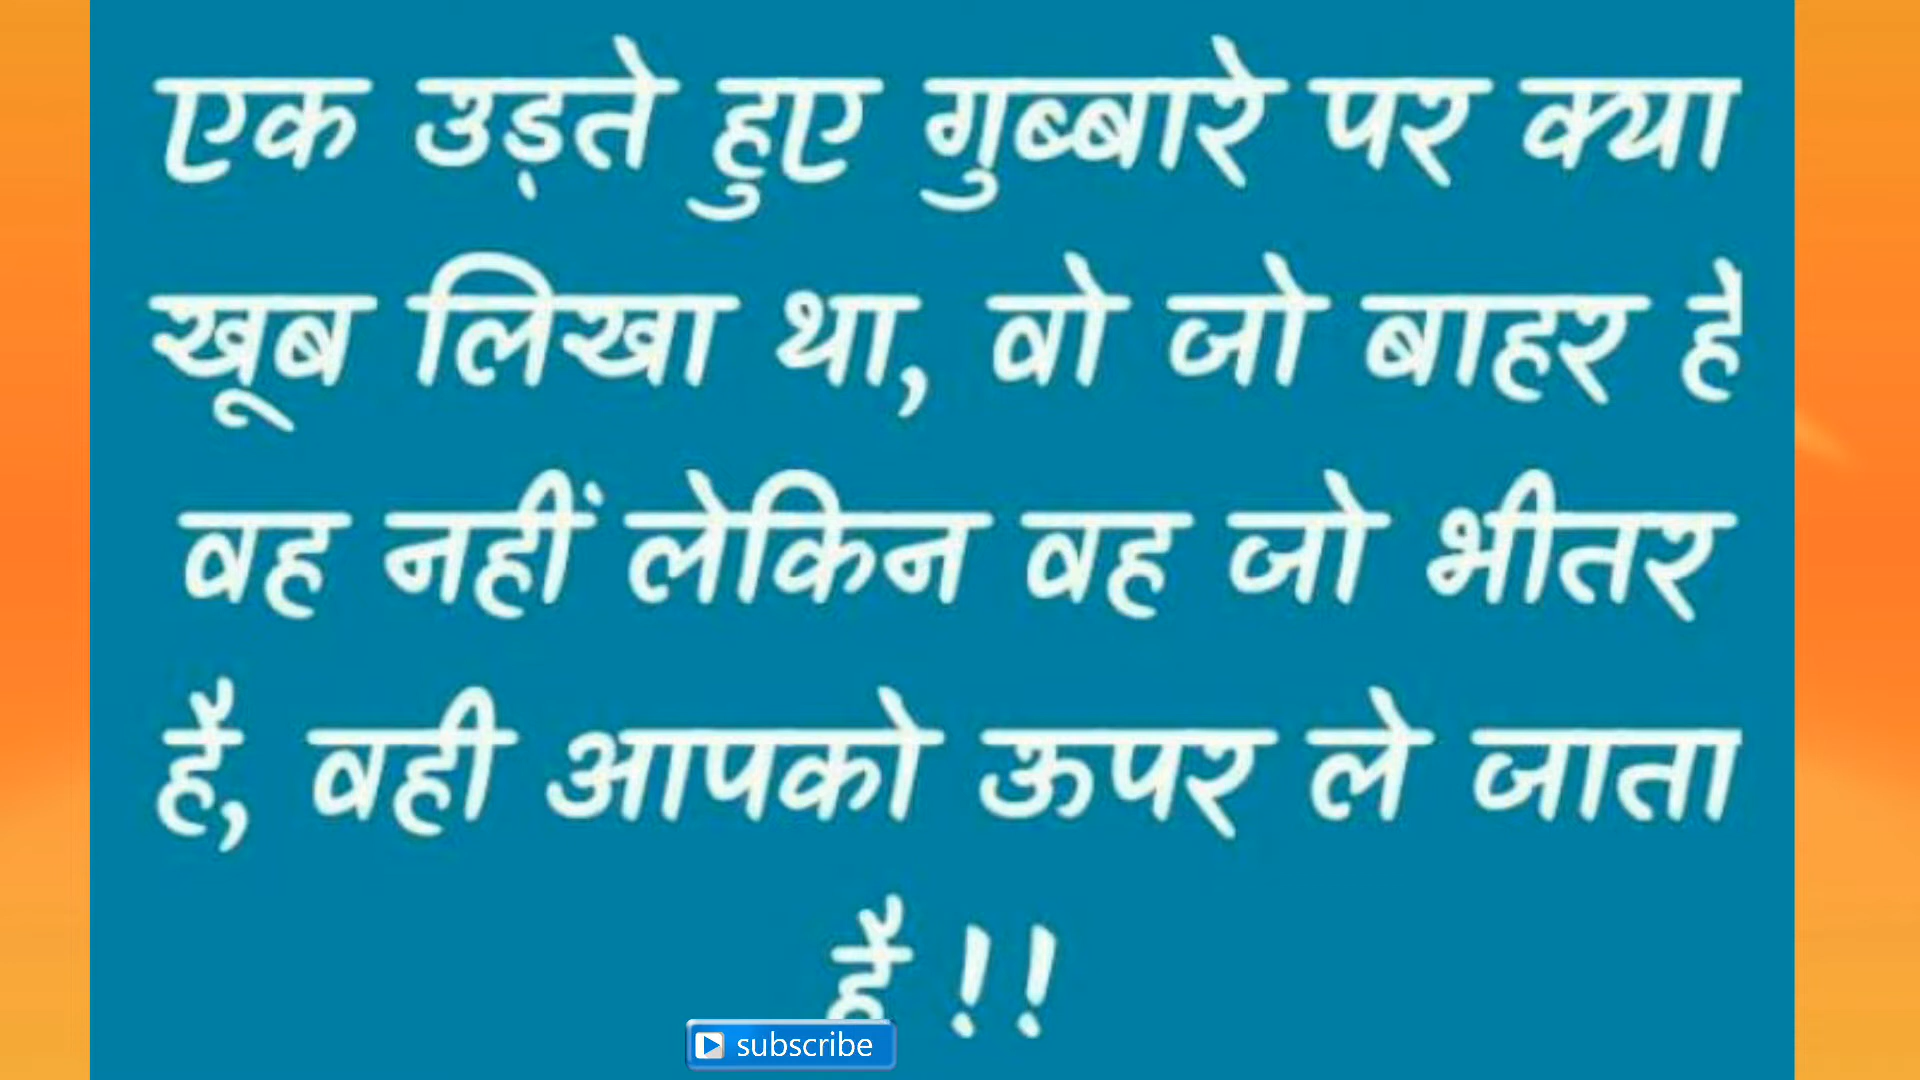 एक उड़ते हुए गुब्बारे पर क्या
खूब लिखा था, वो जो बाहर हे
वह नहीं लेकिन वह जो भीतर
है, वही आपको ऊपर ले जाता
है !!
subscribe